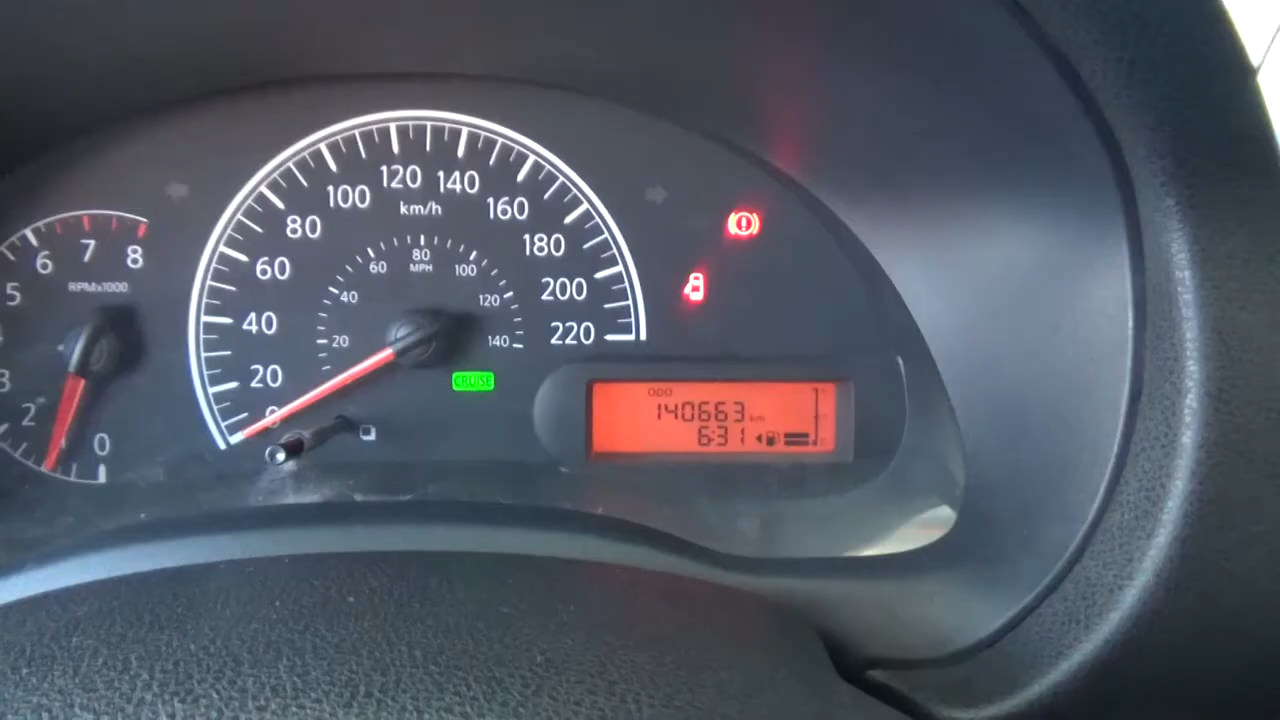 120 140
100 160
km/h
80 180
60 200
40 220
20
0
80
MPH
60 100
40 120
20 140
6 7 8
5
RPMx1000
3
2
0
CRUISE
ODO
140663 km
6:31